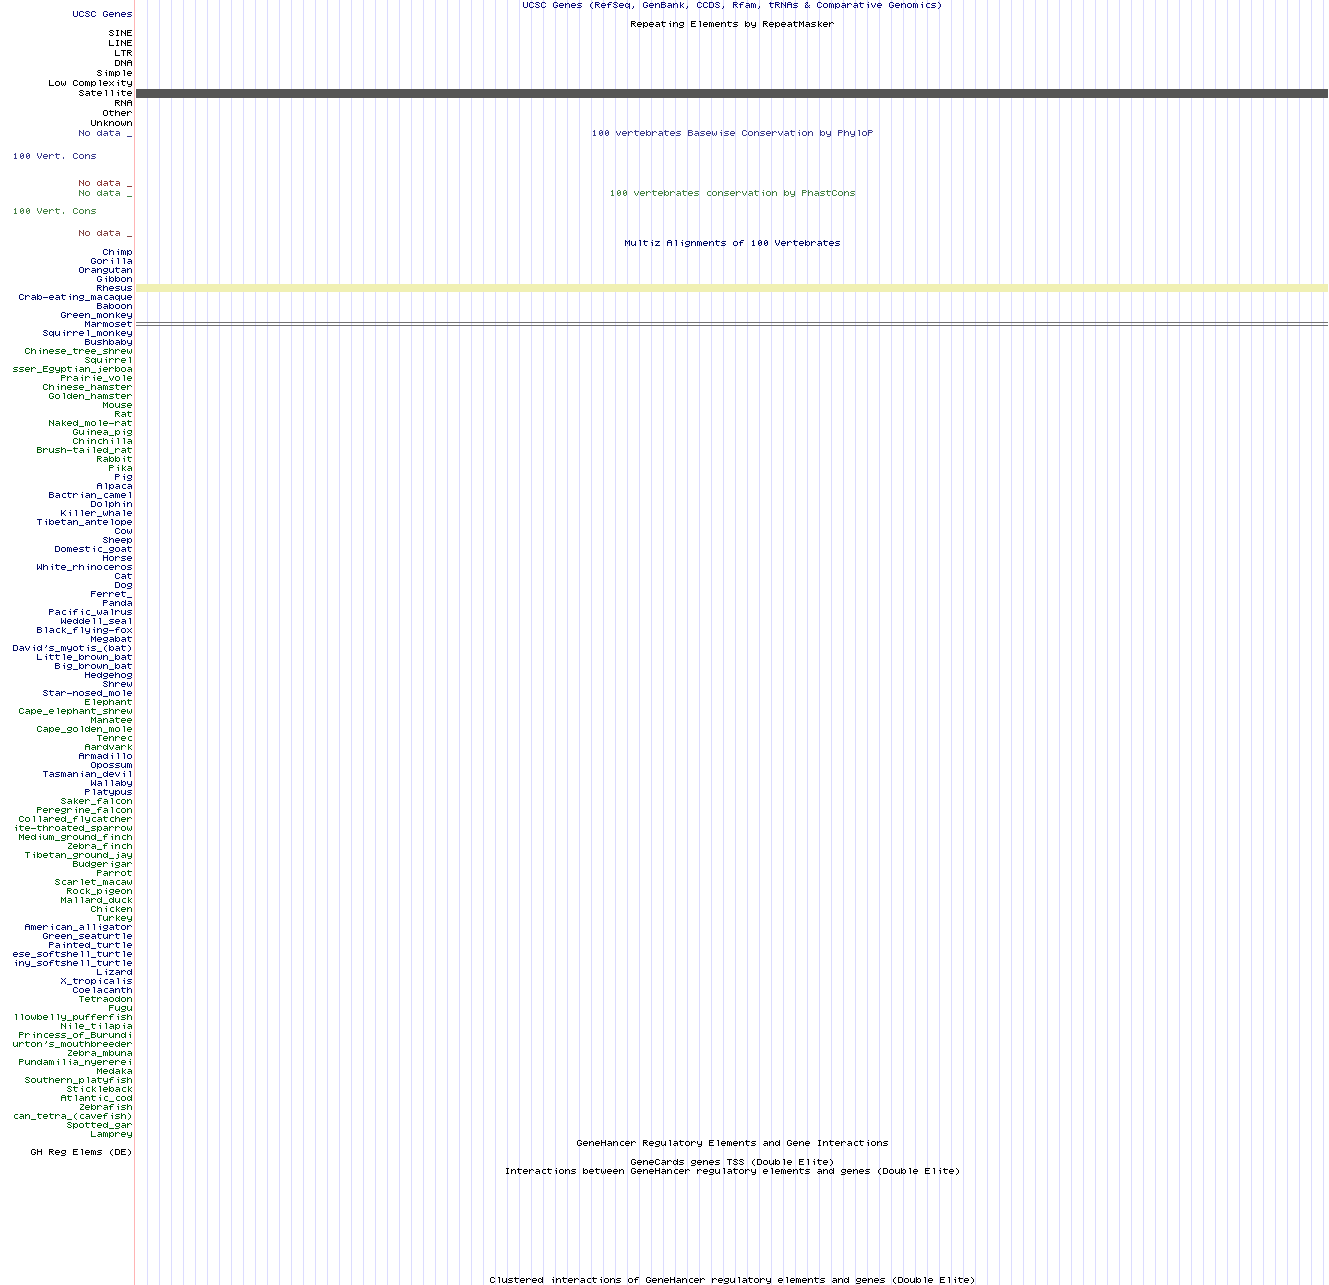 UCSC Genes (RefSeq, GenBank, CCDS, Rfam, tRNAs & Comparative Genomics)
UCSC Genes
Repeating Elements by RepeatMasker
SINE
LINE
LTR
DNA
Simple
Low Complexity
Satellite
RNA
Other
Unknown
No data _
100 vertebrates Basewise Conservation by PhyloP
100 Vert. Cons
No data _
No data _
100 vertebrates conservation by PhastCons
100 Vert. Cons
No data _
Multiz Alignments of 100 Vertebrates
Chimp
Gorilla
Orangutan
Gibbon
Rhesus
Crab-eating_macaque
Baboon
Green_monkey
Marmoset
Squirrel_monkey
Bushbaby
Chinese_tree_shrew
Squirrel
sser_Egyptian_jerboa
Prairie_vole
Chinese_hamster
Golden_hamster
Mouse
Rat
Naked_mole-rat
Guinea_pig
Chinchilla
Brush-tailed_rat
Rabbit
Pika
Pig
Alpaca
Bactrian_camel
Dolphin
Killer_whale
Tibetan_antelope
Cow
Sheep
Domestic_goat
Horse
White_rhinoceros
Cat
Dog
Ferret_
Panda
Pacific_walrus
Weddell_seal
Black_flying-fox
Megabat
David's_myotis_(bat)
Little_brown_bat
Big_brown_bat
Hedgehog
Shrew
Star-nosed_mole
Elephant
Cape_elephant_shrew
Manatee
Cape_golden_mole
Tenrec
Aardvark
Armadillo
Opossum
Tasmanian_devil
Wallaby
Platypus
Saker_falcon
Peregrine_falcon
Collared_flycatcher
ite-throated_sparrow
Medium_ground_finch
Zebra_finch
Tibetan_ground_jay
Budgerigar
Parrot
Scarlet_macaw
Rock_pigeon
Mallard_duck
Chicken
Turkey
American_alligator
Green_seaturtle
Painted_turtle
ese_softshell_turtle
iny_softshell_turtle
Lizard
X_tropicalis
Coelacanth
Tetraodon
Fugu
llowbelly_pufferfish
Nile_tilapia
Princess_of_Burundi
urton's_mouthbreeder
Zebra_mbuna
Pundamilia_nyererei
Medaka
Southern_platyfish
Stickleback
Atlantic_cod
Zebrafish
can_tetra_(cavefish)
Spotted_gar
Lamprey
GeneHancer Regulatory Elements and Gene Interactions
GH Reg Elems (DE)
GeneCards genes TSS (Double Elite)
Interactions between GeneHancer regulatory elements and genes (Double Elite)
Clustered interactions of GeneHancer regulatory elements and genes (Double Elite)